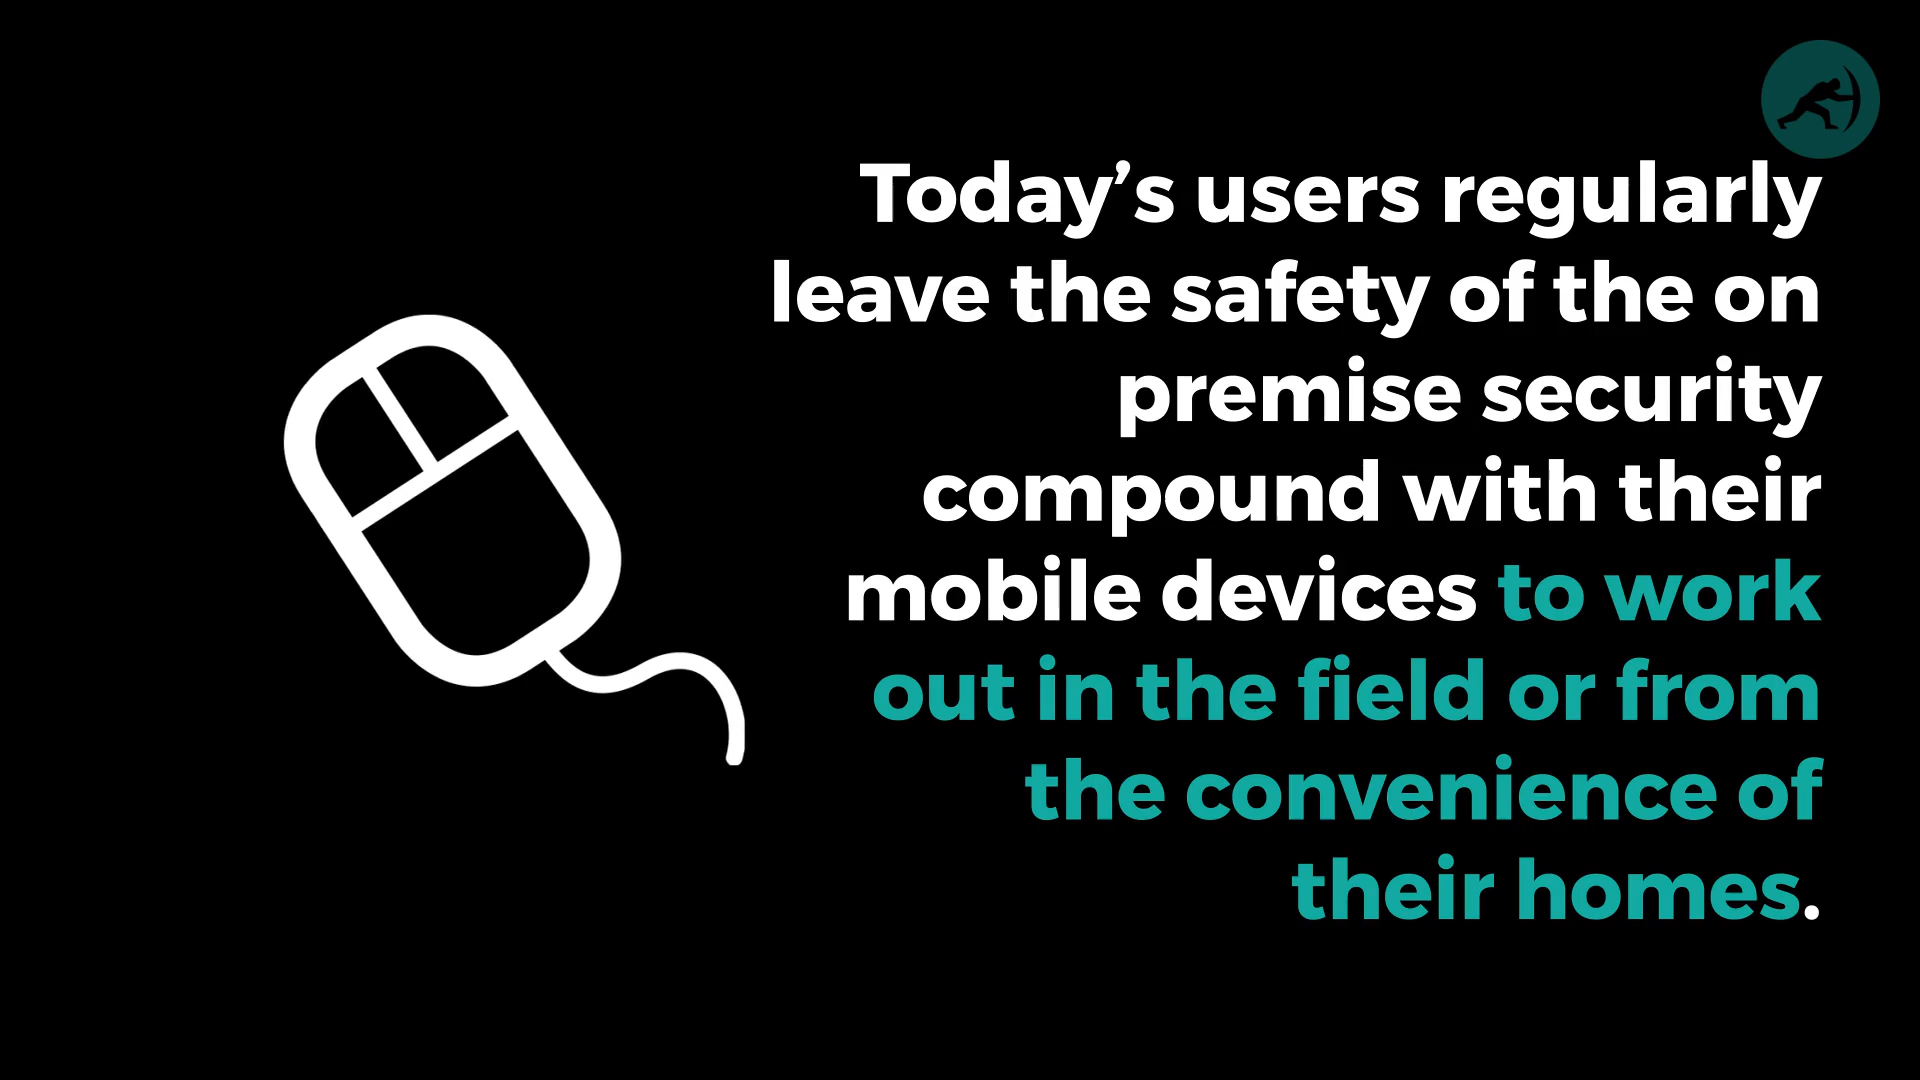 Today’s users regularly
leave the safety of the on
premise security
compound with their
mobile devices to work
out in the field or from
the convenience of
their homes.